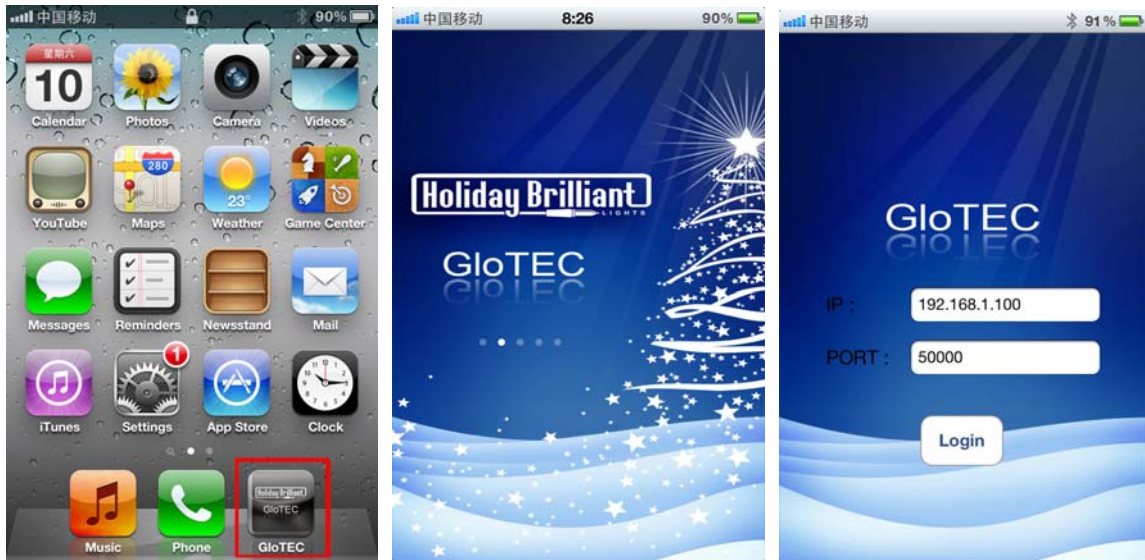 中国移动 90%
星期六
10
Calendar Photos Camera Videos
280
23°
YouTube Maps Weather Game Center
Messages Reminders Newsstand Mail
1
iTunes Settings App Store Clock
Holiday Brilliant
GloTEC
Music Phone GloTEC
中国移动 8:26 90%
Holiday Brilliant
LIGHTS
GloTEC
中国移动 91%
GloTEC
IP : 192.168.1.100
PORT : 50000
Login